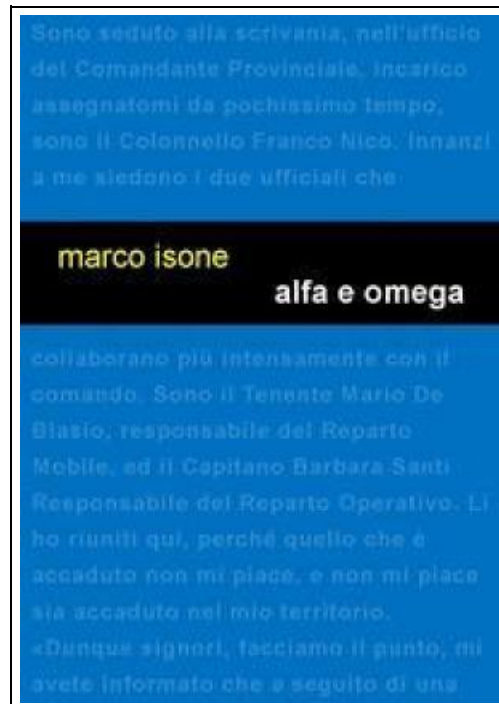 Sono seduto alla scrivania, nell'ufficio
del Comandante Provinciale, incarico
assegnatomi da pochissimo tempo,
sono il Colonnello Franco Nico. Innanzi
a me siedono i due ufficiali che
marco isone
alfa e omega
collaborano più intensamente con il
comando. Sono il Tenente Mario De
Blasio, responsabile del Reparto
Mobile, ed il Capitano Barbara Santi
Responsabile del Reparto Operativo. Li
ho riuniti qui, perché quello che è
accaduto non mi piace, e non mi piace
sia accaduto nel mio territorio.
«Dunque signori, facciamo il punto, mi
avete informato che a seguito di una